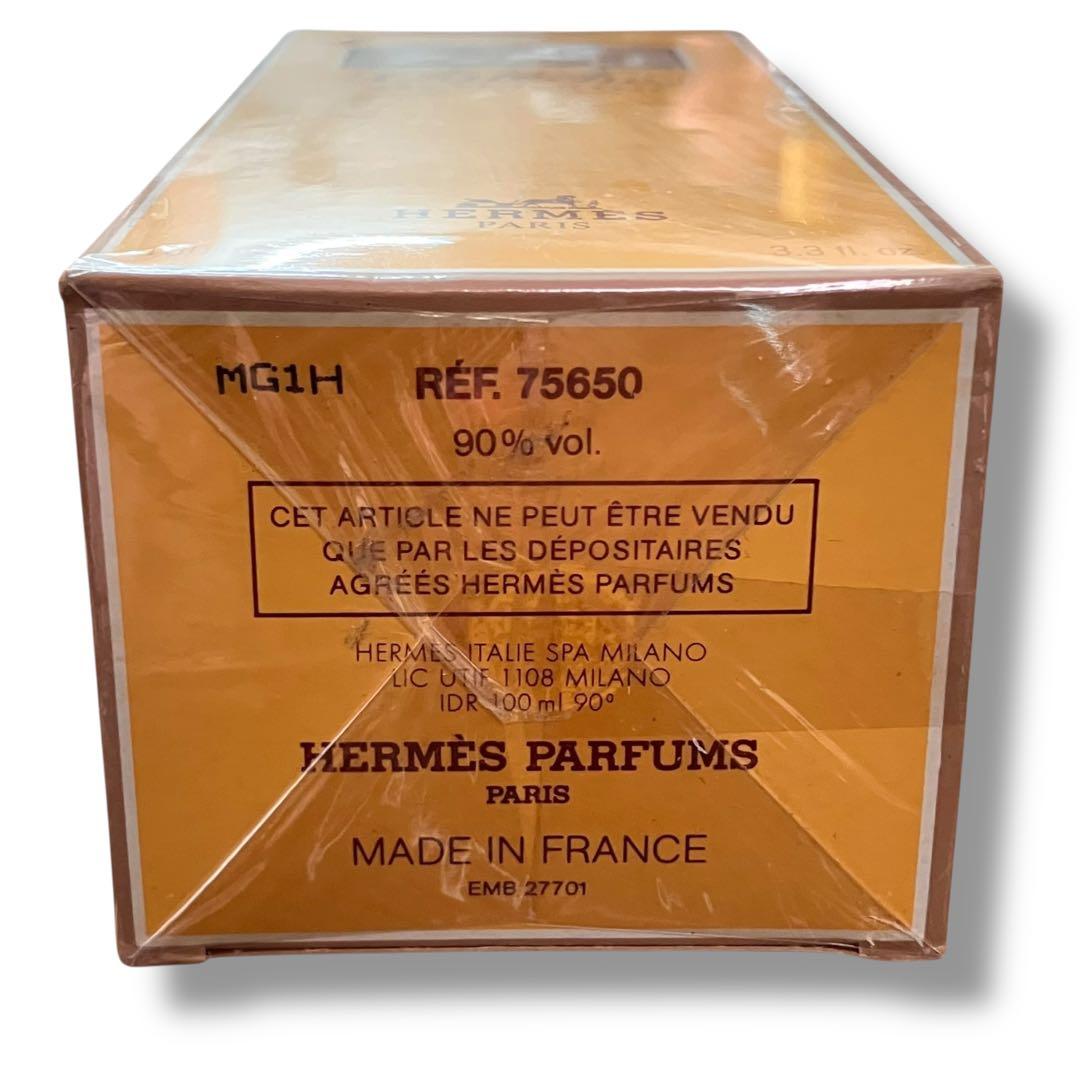 HERMÈS
PARIS
3.3 fl. oz
MG1H RÉF. 75650
90% vol.
CET ARTICLE NE PEUT ÊTRE VENDU
QUE PAR LES DÉPOSITAIRES
AGRÉÉS HERMÈS PARFUMS
HERMES ITALIE SPA MILANO
LIC UTIF 1108 MILANO
IDR 100 ml 90°
HERMÈS PARFUMS
PARIS
MADE IN FRANCE
EMB 27701